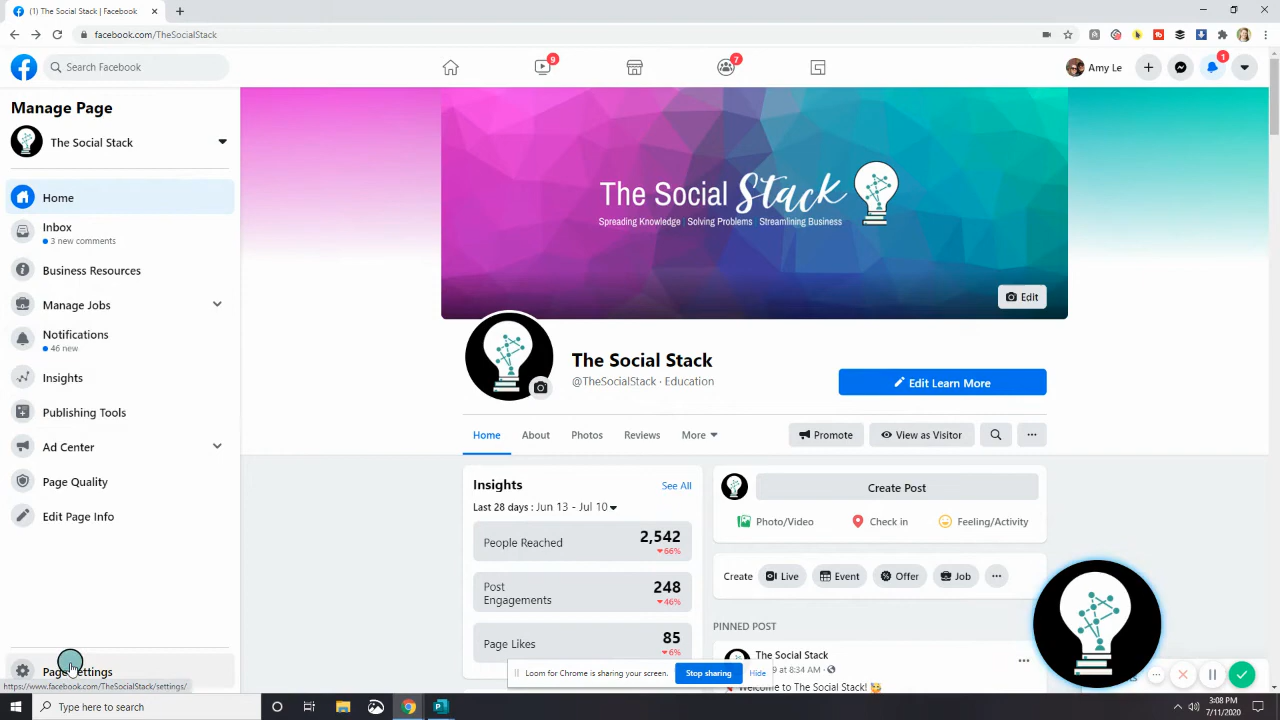 (1) The Social Stack | Facebook
facebook.com/TheSocialStack
Search Facebook
9
7
Amy Le
1
Manage Page
The Social Stack
Home
Inbox
3 new comments
Business Resources
Manage Jobs
Notifications
46 new
Insights
Publishing Tools
Ad Center
Page Quality
Edit Page Info
Page Settings
https://www.facebook.com/TheSocialStack/settings/
The Social Stack
Spreading Knowledge Solving Problems Streamlining Business
Edit
The Social Stack
@TheSocialStack · Education
Edit Learn More
Home About Photos Reviews More
Promote View as Visitor
Insights See All
Last 28 days : Jun 13 - Jul 10
People Reached 2,542
66%
Post Engagements 248
46%
Page Likes 85
6%
Create Post
Photo/Video Check in Feeling/Activity
Create Live Event Offer Job
PINNED POST
The Social Stack
Welcome to The Social Stack!
Loom for Chrome is sharing your screen. Stop sharing Hide
Type here to search
3:08 PM
7/11/2020